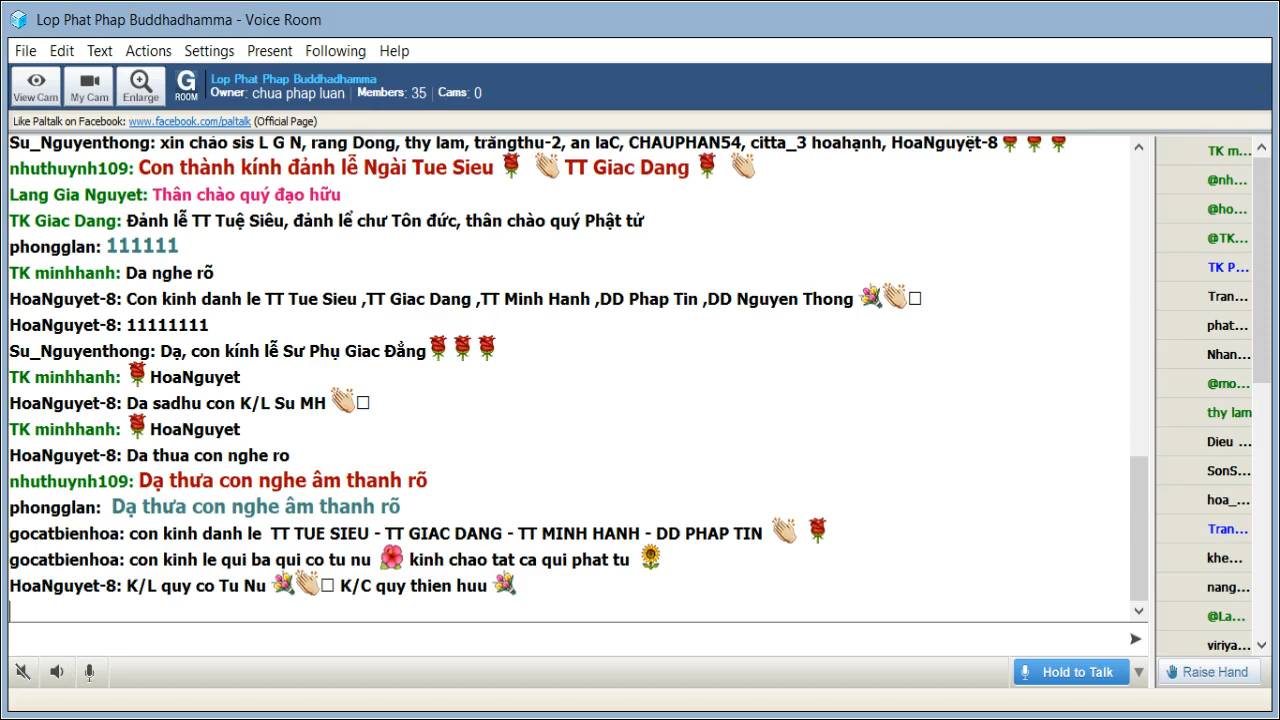 Lop Phat Phap Buddhadhamma - Voice Room
File Edit Text Actions Settings Present Following Help
View Cam My Cam Enlarge G ROOM
Lop Phat Phap Buddhadhamma
Owner: chua phap luan Members: 35 Cams: 0
Like Paltalk on Facebook: www.facebook.com/paltalk (Official Page)
Su_Nguyenthong: xin chào sis L G N, rang Dong, thy lam, trăngthu-2, an laC, CHAUPHAN54, citta_3 hoahạnh, HoaNguyệt-8
nhuthuynh109: Con thành kính đảnh lễ Ngài Tue Sieu TT Giac Dang
Lang Gia Nguyet: Thân chào quý đạo hữu
TK Giac Dang: Đảnh lễ TT Tuệ Siêu, đảnh lể chư Tôn đức, thân chào quý Phật tử
phongglan: 111111
TK minhhanh: Da nghe rõ
HoaNguyet-8: Con kinh danh le TT Tue Sieu ,TT Giac Dang ,TT Minh Hanh ,DD Phap Tin ,DD Nguyen Thong
HoaNguyet-8: 11111111
Su_Nguyenthong: Dạ, con kính lễ Sư Phụ Giac Đẳng
TK minhhanh: HoaNguyet
HoaNguyet-8: Da sadhu con K/L Su MH
TK minhhanh: HoaNguyet
HoaNguyet-8: Da thua con nghe ro
nhuthuynh109: Dạ thưa con nghe âm thanh rõ
phongglan: Dạ thưa con nghe âm thanh rõ
gocatbienhoa: con kinh danh le TT TUE SIEU - TT GIAC DANG - TT MINH HANH - DD PHAP TIN
gocatbienhoa: con kinh le qui ba qui co tu nu kinh chao tat ca qui phat tu
HoaNguyet-8: K/L quy co Tu Nu K/C quy thien huu
TK m...
@nh...
@ho...
@TK...
TK P...
Tran...
phat...
Nhan...
@mo...
thy lam
Dieu ...
SonS...
hoa_...
Tran...
khe...
nang...
@La...
viriya...
Hold to Talk
Raise Hand